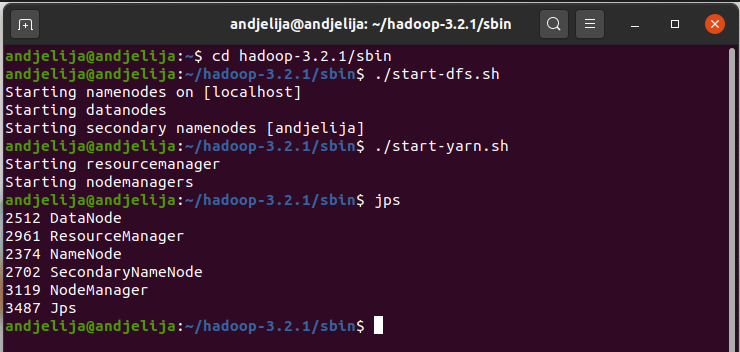 andjelija@andjelija: ~/hadoop-3.2.1/sbin
andjelija@andjelija:~$ cd hadoop-3.2.1/sbin
andjelija@andjelija:~/hadoop-3.2.1/sbin$ ./start-dfs.sh
Starting namenodes on [localhost]
Starting datanodes
Starting secondary namenodes [andjelija]
andjelija@andjelija:~/hadoop-3.2.1/sbin$ ./start-yarn.sh
Starting resourcemanager
Starting nodemanagers
andjelija@andjelija:~/hadoop-3.2.1/sbin$ jps
2512 DataNode
2961 ResourceManager
2374 NameNode
2702 SecondaryNameNode
3119 NodeManager
3487 Jps
andjelija@andjelija:~/hadoop-3.2.1/sbin$